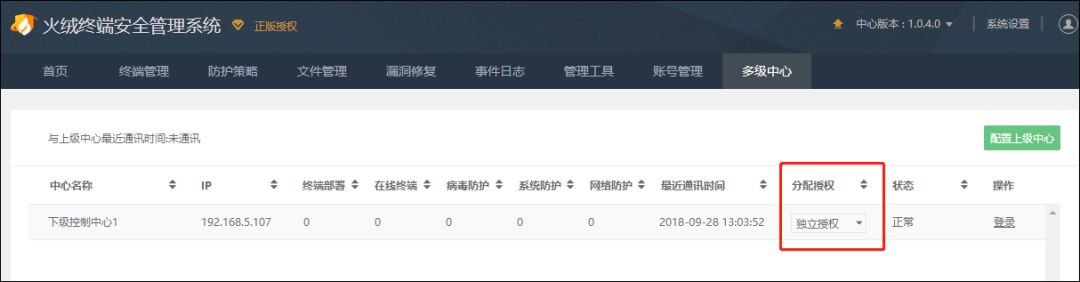 火绒终端安全管理系统 正版授权 中心版本：1.0.4.0 系统设置
首页 终端管理 防护策略 文件管理 漏洞修复 事件日志 管理工具 账号管理 多级中心
与上级中心最近通讯时间:未通讯 配置上级中心
中心名称 IP 终端部署 在线终端 病毒防护 系统防护 网络防护 最近通讯时间 分配授权 状态 操作
下级控制中心1 192.168.5.107 0 0 0 0 0 2018-09-28 13:03:52 独立授权 正常 登录